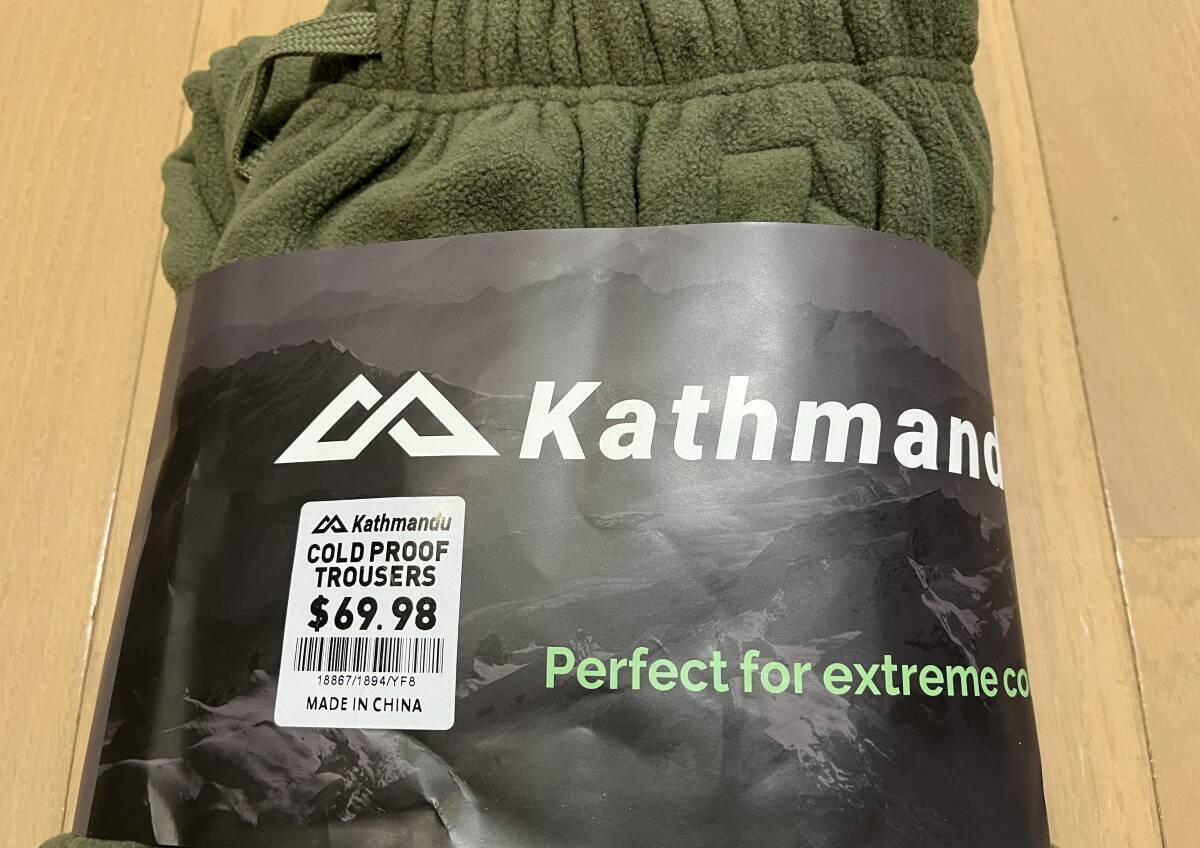 Kathmand
Kathmandu
COLD PROOF
TROUSERS
$69.98
18867/1894/YF8
MADE IN CHINA
Perfect for extreme co